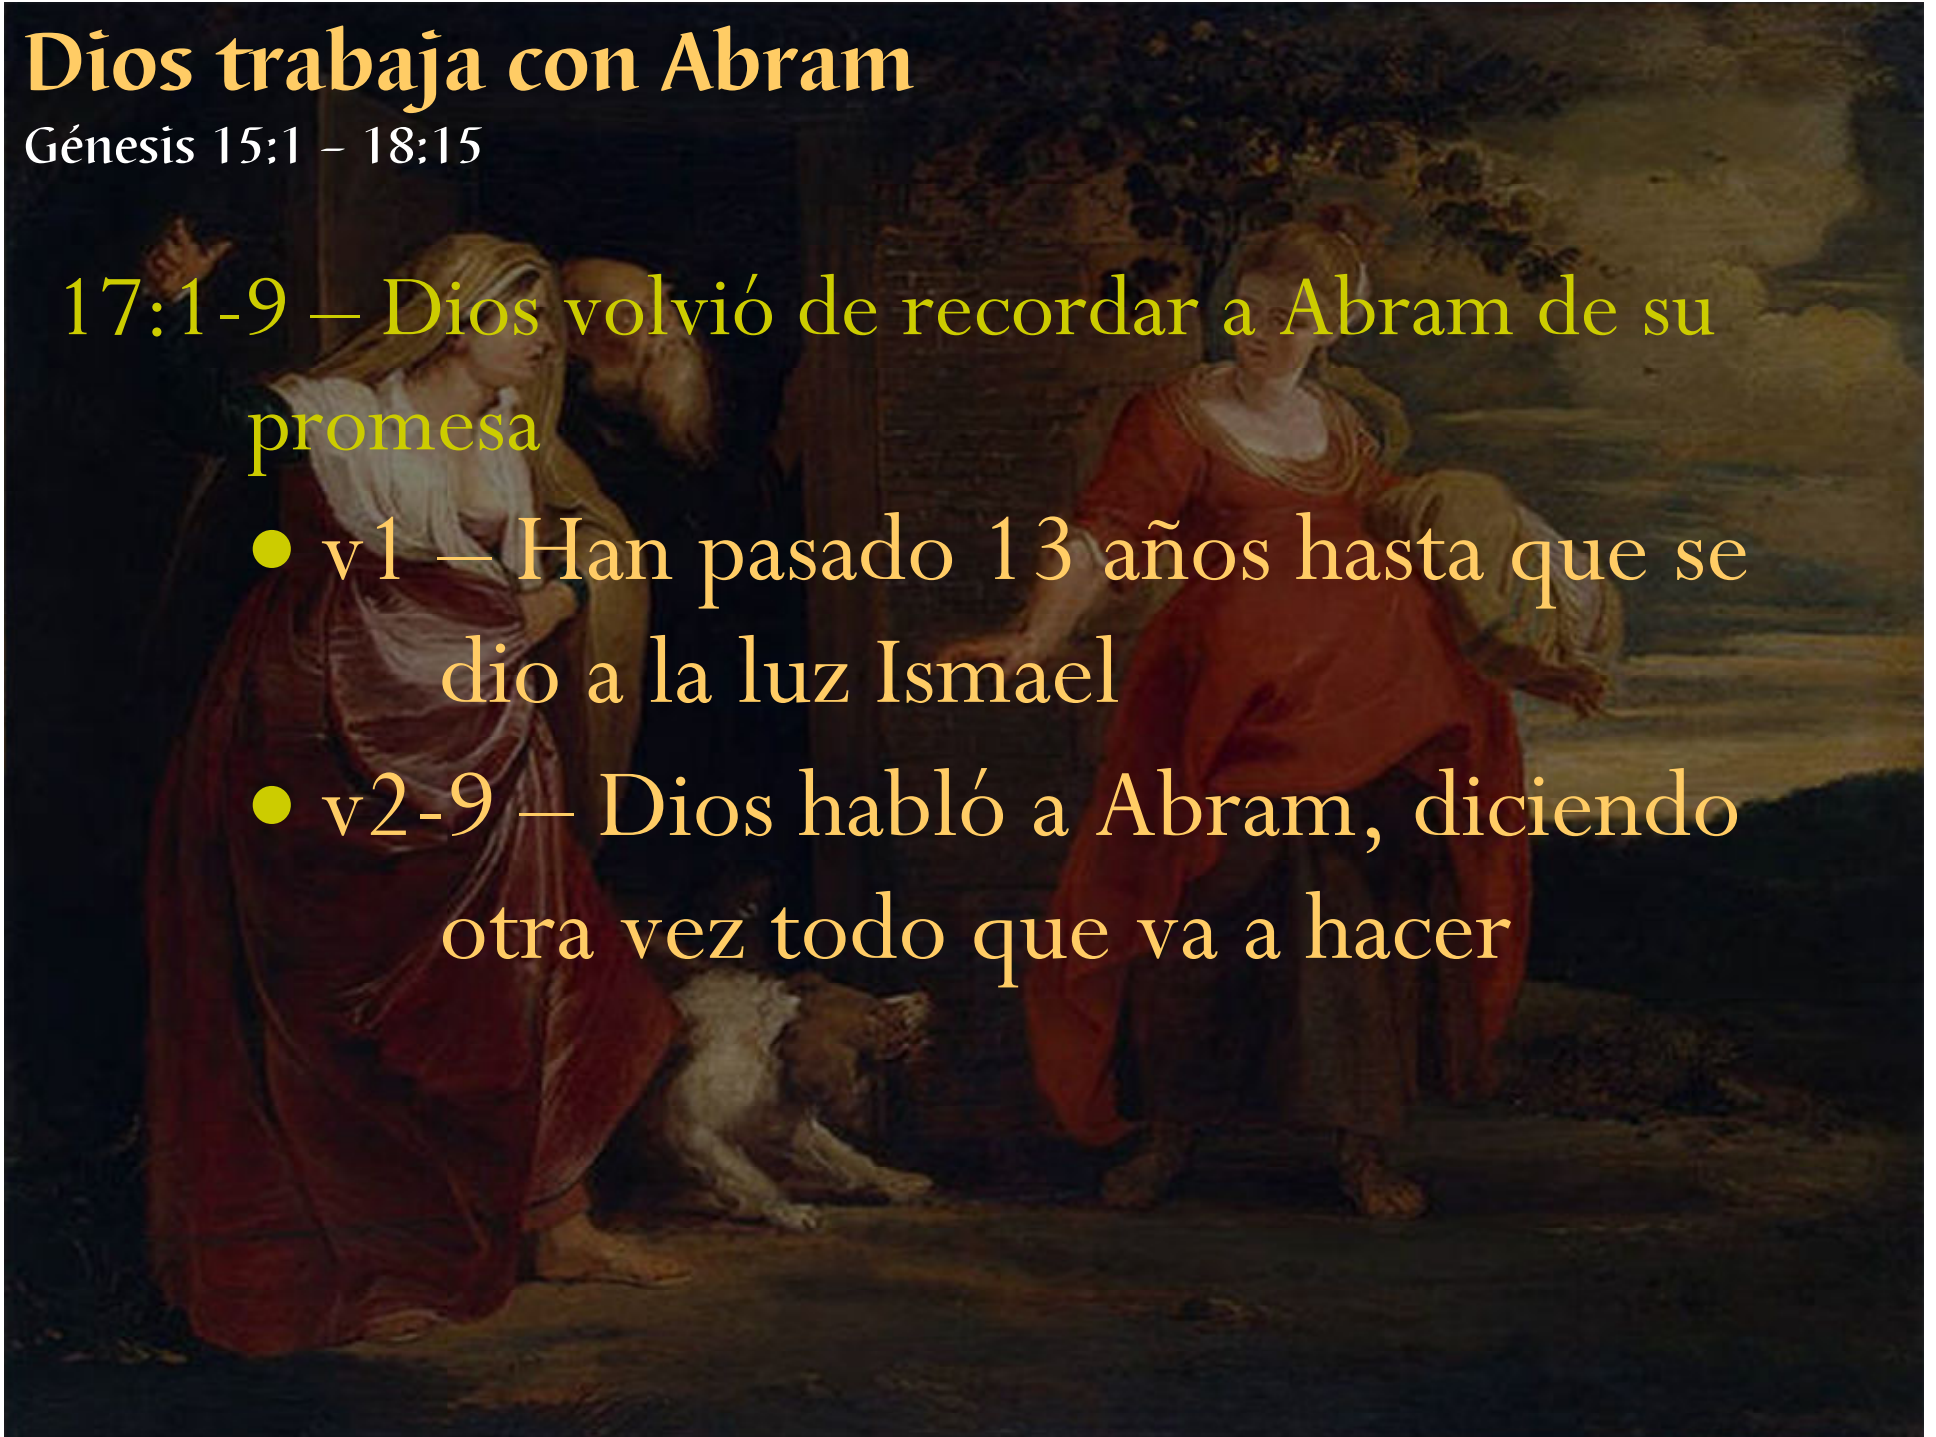 Dios trabaja con Abram
Génesis 15:1 – 18:15
17:1-9 – Dios volvió de recordar a Abram de su
promesa
● v1 – Han pasado 13 años hasta que se
dio a la luz Ismael
● v2-9 – Dios habló a Abram, diciendo
otra vez todo que va a hacer